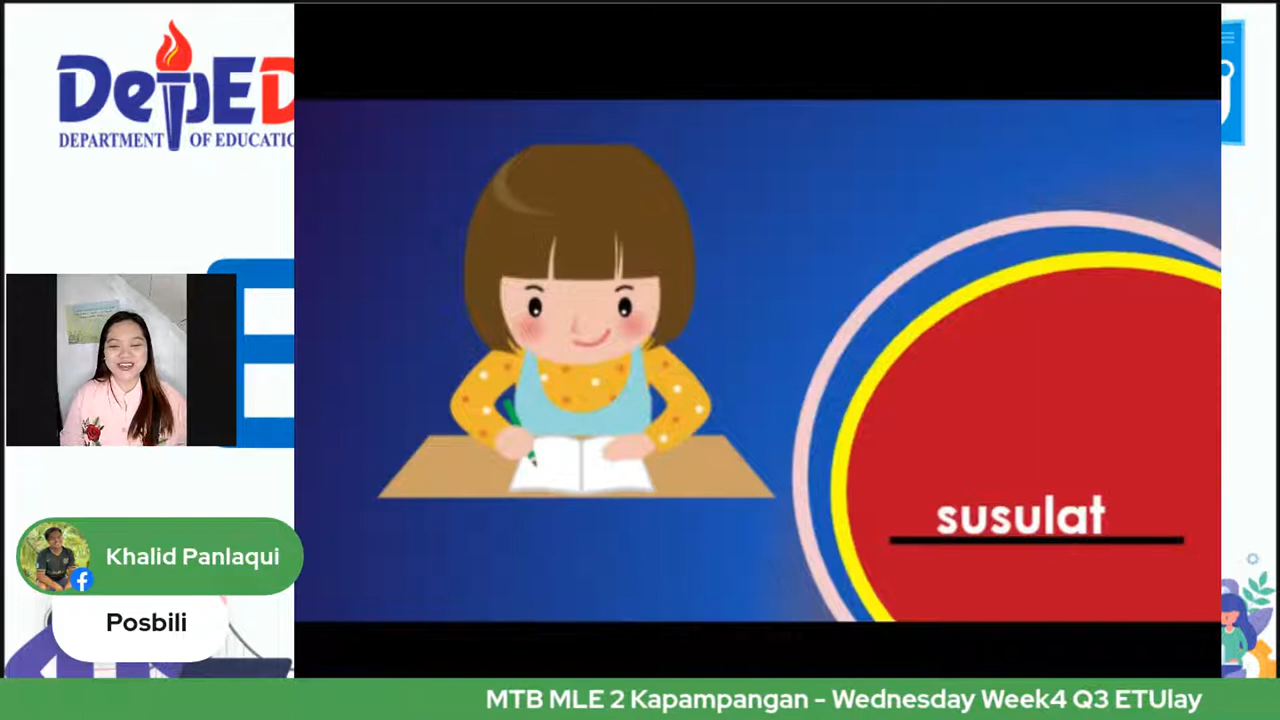 DepED
DEPARTMENT OF EDUCATIO
susulat
Khalid Panlaqui
Posbili
MTB MLE 2 Kapampangan - Wednesday Week4 Q3 ETUlay